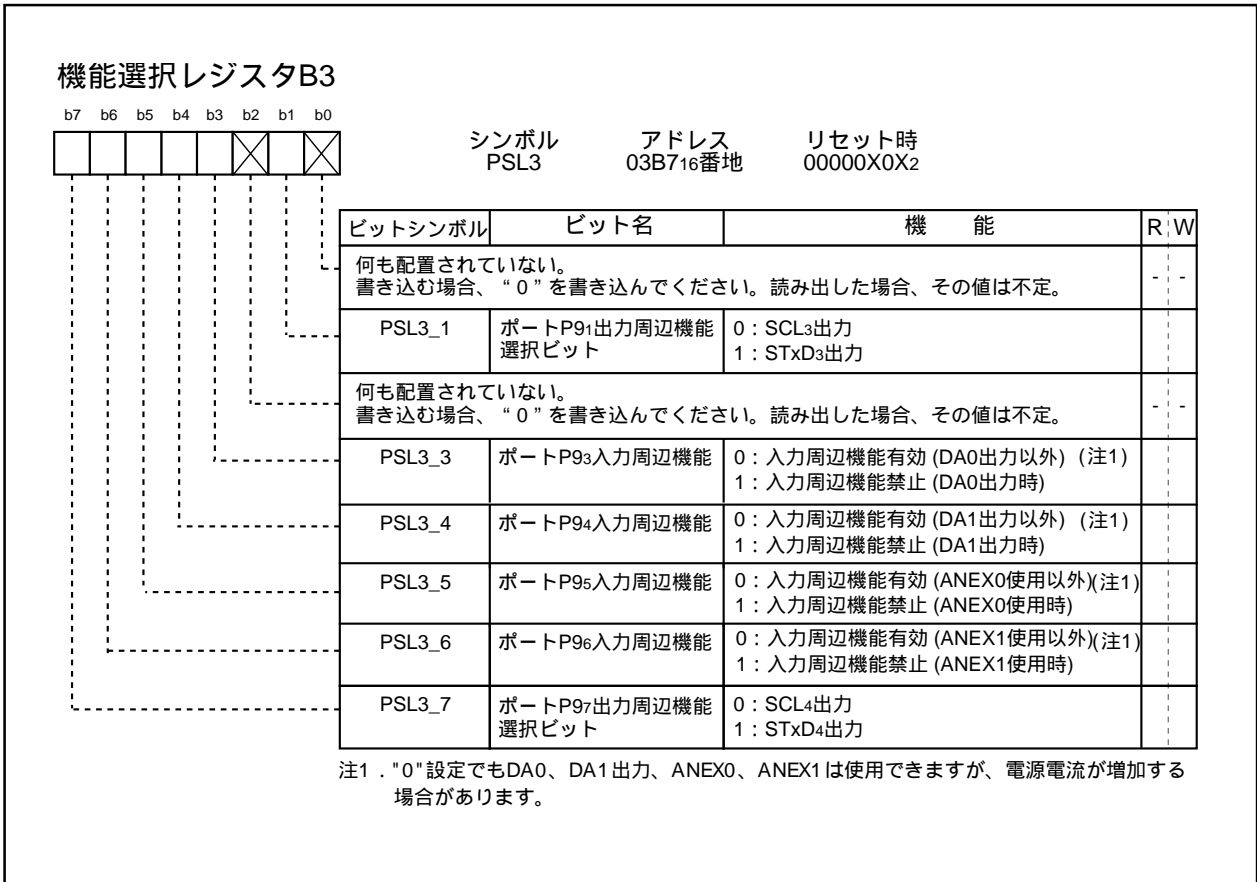 機能選択レジスタB3
b7 b6 b5 b4 b3 b2 b1 b0
シンボル アドレス リセット時
PSL3 03B716番地 00000X0X2
ビットシンボル ビット名 機 能 R W
何も配置されていない。
書き込む場合、“0”を書き込んでください。読み出した場合、その値は不定。 - -
PSL3_1 ポートP91出力周辺機能 0：SCL3出力
選択ビット 1：STxD3出力
何も配置されていない。
書き込む場合、“0”を書き込んでください。読み出した場合、その値は不定。 - -
PSL3_3 ポートP93入力周辺機能 0：入力周辺機能有効 (DA0出力以外) (注1)
1：入力周辺機能禁止 (DA0出力時)
PSL3_4 ポートP94入力周辺機能 0：入力周辺機能有効 (DA1出力以外) (注1)
1：入力周辺機能禁止 (DA1出力時)
PSL3_5 ポートP95入力周辺機能 0：入力周辺機能有効 (ANEX0使用以外)(注1)
1：入力周辺機能禁止 (ANEX0使用時)
PSL3_6 ポートP96入力周辺機能 0：入力周辺機能有効 (ANEX1使用以外)(注1)
1：入力周辺機能禁止 (ANEX1使用時)
PSL3_7 ポートP97出力周辺機能 0：SCL4出力
選択ビット 1：STxD4出力
注1．"0"設定でもDA0、DA1出力、ANEX0、ANEX1は使用できますが、電源電流が増加する
場合があります。